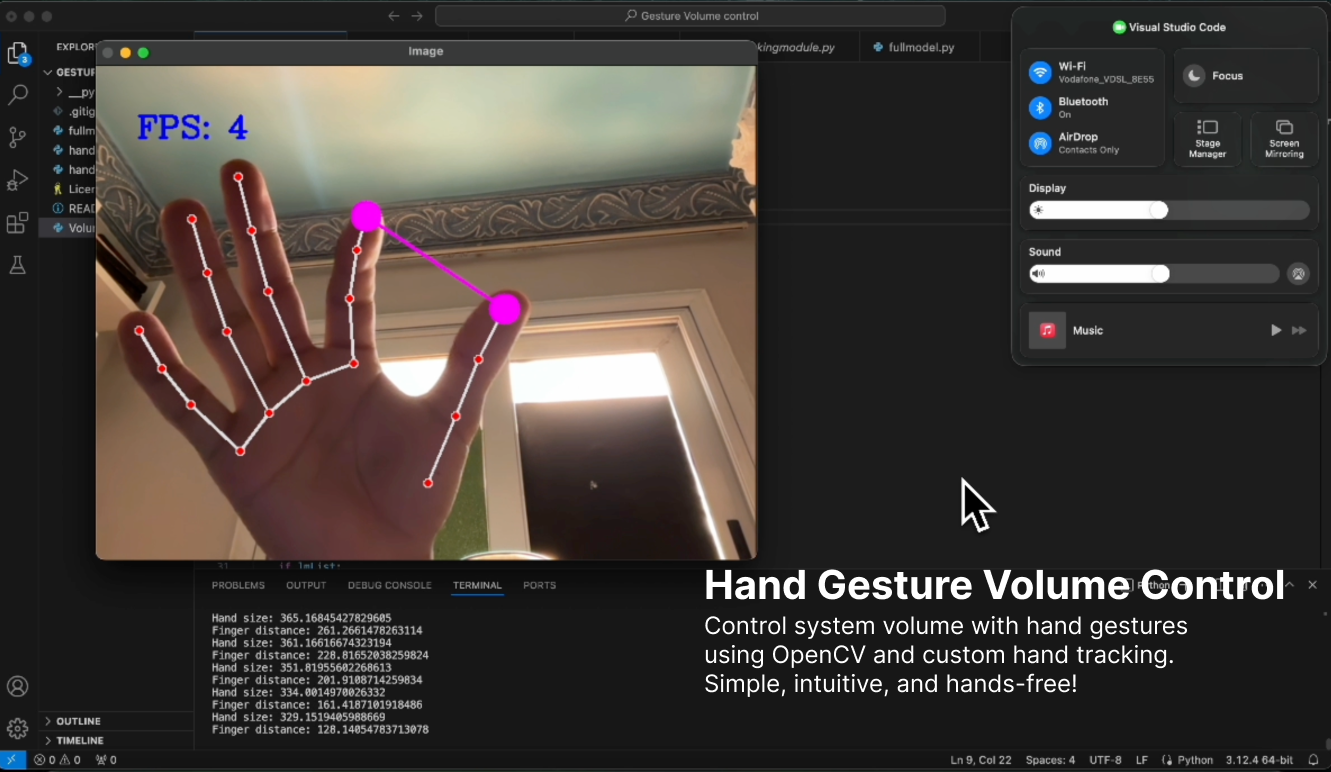 Gesture Volume control
Visual Studio Code
EXPLOR
Image
kingmodule.py
fullmodel.py
3
GESTUR
__py
.gitig
fullm
hand
hand
Licen
READ
Volu
FPS: 4
Wi-Fi
Vodafone_VDSL_BE55
Bluetooth
On
AirDrop
Contacts Only
Focus
Stage
Manager
Screen
Mirroring
Display
Sound
Music
31 if lmList:
PROBLEMS OUTPUT DEBUG CONSOLE TERMINAL PORTS
Python
Hand size: 365.16845427829605
Finger distance: 261.2661478263114
Hand size: 361.16616674323194
Finger distance: 228.81652038259824
Hand size: 351.81955602268613
Finger distance: 201.9108714259834
Hand size: 334.0014970026332
Finger distance: 161.4187101918486
Hand size: 329.1519405988669
Finger distance: 128.14054783713078
Hand Gesture Volume Control
Control system volume with hand gestures
using OpenCV and custom hand tracking.
Simple, intuitive, and hands-free!
OUTLINE
TIMELINE
0 0 0
Ln 9, Col 22 Spaces: 4 UTF-8 LF Python 3.12.4 64-bit